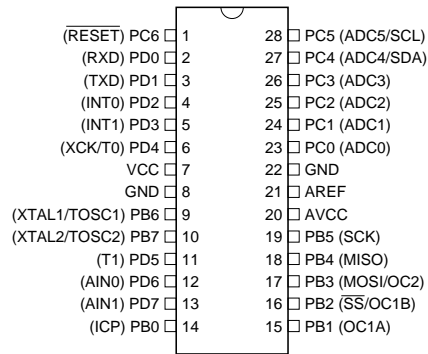 (RESET) PC6 1 28 PC5 (ADC5/SCL)
(RXD) PD0 2 27 PC4 (ADC4/SDA)
(TXD) PD1 3 26 PC3 (ADC3)
(INT0) PD2 4 25 PC2 (ADC2)
(INT1) PD3 5 24 PC1 (ADC1)
(XCK/T0) PD4 6 23 PC0 (ADC0)
VCC 7 22 GND
GND 8 21 AREF
(XTAL1/TOSC1) PB6 9 20 AVCC
(XTAL2/TOSC2) PB7 10 19 PB5 (SCK)
(T1) PD5 11 18 PB4 (MISO)
(AIN0) PD6 12 17 PB3 (MOSI/OC2)
(AIN1) PD7 13 16 PB2 (SS/OC1B)
(ICP) PB0 14 15 PB1 (OC1A)